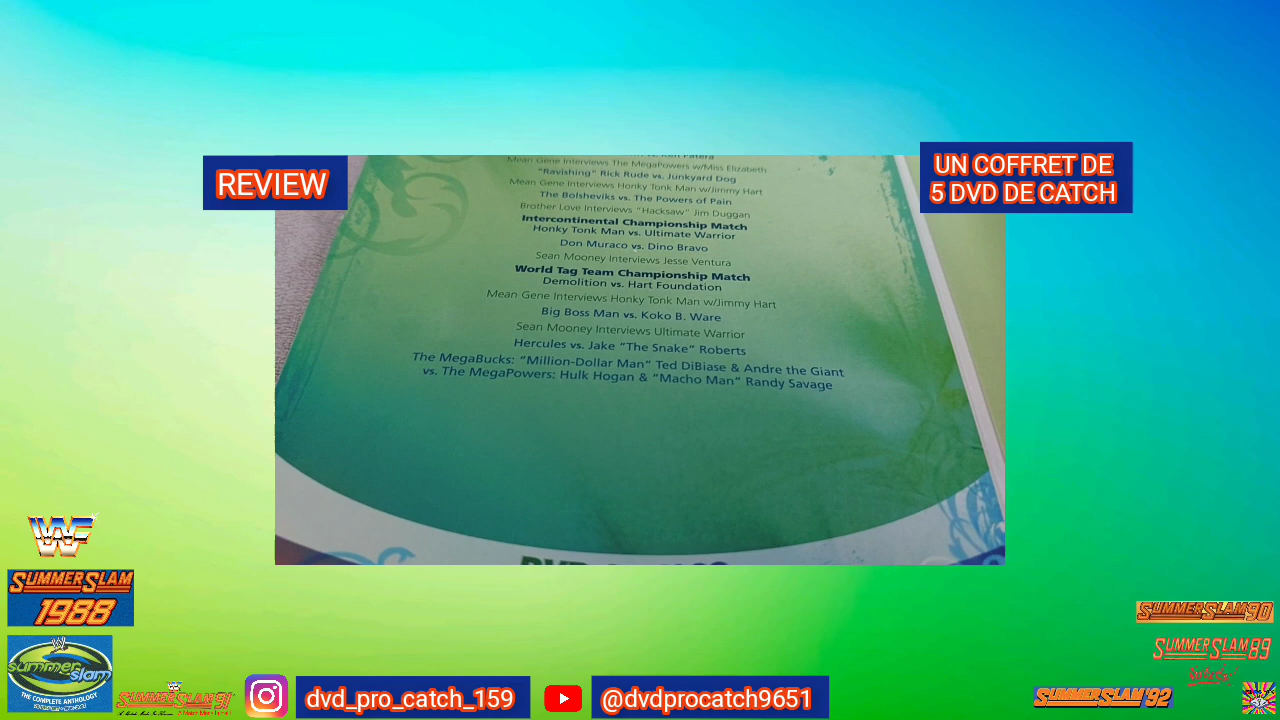 REVIEW
UN COFFRET DE
5 DVD DE CATCH
vs. Ken Patera
Mean Gene Interviews The MegaPowers w/Miss Elizabeth
"Ravishing" Rick Rude vs. Junkyard Dog
Mean Gene Interviews Honky Tonk Man w/Jimmy Hart
The Bolsheviks vs. The Powers of Pain
Brother Love Interviews "Hacksaw" Jim Duggan
Intercontinental Championship Match
Honky Tonk Man vs. Ultimate Warrior
Don Muraco vs. Dino Bravo
Sean Mooney Interviews Jesse Ventura
World Tag Team Championship Match
Demolition vs. Hart Foundation
Mean Gene Interviews Honky Tonk Man w/Jimmy Hart
Big Boss Man vs. Koko B. Ware
Sean Mooney Interviews Ultimate Warrior
Hercules vs. Jake "The Snake" Roberts
The MegaBucks: "Million-Dollar Man" Ted DiBiase & Andre the Giant
vs. The MegaPowers: Hulk Hogan & "Macho Man" Randy Savage
WF
SUMMERSLAM
1988
W
summerslam
THE COMPLETE ANTHOLOGY
SUMMERSLAM 91
dvd_pro_catch_159
@dvdprocatch9651
SUMMERSLAM 90
SUMMERSLAM 89
SUMMERSLAM '92